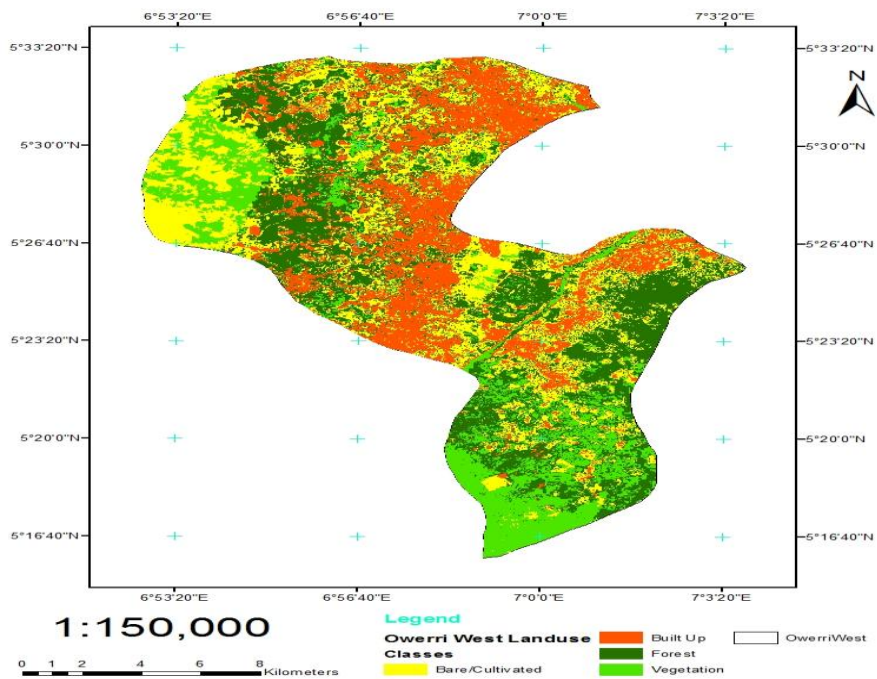 6°53'20"E 6°56'40"E 7°0'0"E 7°3'20"E
5°33'20"N 5°33'20"N
N
5°30'0"N 5°30'0"N
5°26'40"N 5°26'40"N
5°23'20"N 5°23'20"N
5°20'0"N 5°20'0"N
5°16'40"N 5°16'40"N
6°53'20"E 6°56'40"E 7°0'0"E 7°3'20"E
1:150,000
0 1 2 4 6 8 Kilometers
Legend
Owerri West Landuse
Classes
Bare/Cultivated
Built Up
Forest
Vegetation
OwerriWest